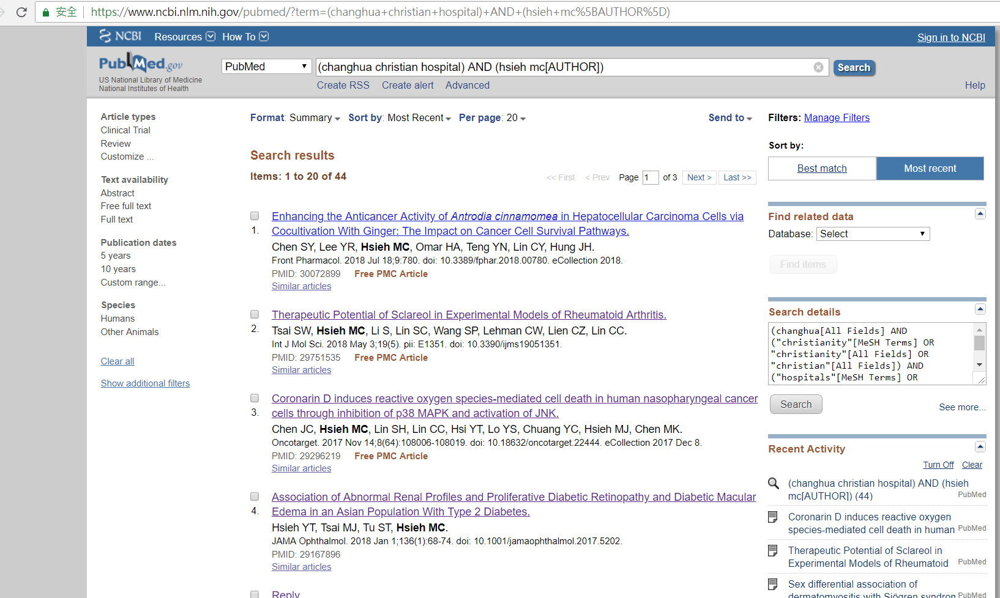 安全 https://www.ncbi.nlm.nih.gov/pubmed/?term=(changhua+christian+hospital)+AND+(hsieh+mc%5BAUTHOR%5D)
NCBI Resources How To Sign in to NCBI
PubMed.gov
US National Library of Medicine
National Institutes of Health
PubMed (changhua christian hospital) AND (hsieh mc[AUTHOR]) Search
Create RSS Create alert Advanced Help
Article types
Clinical Trial
Review
Customize ...
Text availability
Abstract
Free full text
Full text
Publication dates
5 years
10 years
Custom range...
Species
Humans
Other Animals
Clear all
Show additional filters
Format: Summary Sort by: Most Recent Per page: 20 Send to
Search results
Items: 1 to 20 of 44
<< First < Prev Page 1 of 3 Next > Last >>
Enhancing the Anticancer Activity of Antrodia cinnamomea in Hepatocellular Carcinoma Cells via
1. Cocultivation With Ginger: The Impact on Cancer Cell Survival Pathways.
Chen SY, Lee YR, Hsieh MC, Omar HA, Teng YN, Lin CY, Hung JH.
Front Pharmacol. 2018 Jul 18;9:780. doi: 10.3389/fphar.2018.00780. eCollection 2018.
PMID: 30072899 Free PMC Article
Similar articles
Therapeutic Potential of Sclareol in Experimental Models of Rheumatoid Arthritis.
2. Tsai SW, Hsieh MC, Li S, Lin SC, Wang SP, Lehman CW, Lien CZ, Lin CC.
Int J Mol Sci. 2018 May 3;19(5). pii: E1351. doi: 10.3390/ijms19051351.
PMID: 29751535 Free PMC Article
Similar articles
Coronarin D induces reactive oxygen species-mediated cell death in human nasopharyngeal cancer
3. cells through inhibition of p38 MAPK and activation of JNK.
Chen JC, Hsieh MC, Lin SH, Lin CC, Hsi YT, Lo YS, Chuang YC, Hsieh MJ, Chen MK.
Oncotarget. 2017 Nov 14;8(64):108006-108019. doi: 10.18632/oncotarget.22444. eCollection 2017 Dec 8.
PMID: 29296219 Free PMC Article
Similar articles
Association of Abnormal Renal Profiles and Proliferative Diabetic Retinopathy and Diabetic Macular
4. Edema in an Asian Population With Type 2 Diabetes.
Hsieh YT, Tsai MJ, Tu ST, Hsieh MC.
JAMA Ophthalmol. 2018 Jan 1;136(1):68-74. doi: 10.1001/jamaophthalmol.2017.5202.
PMID: 29167896
Similar articles
Reply
Filters: Manage Filters
Sort by:
Best match Most recent
Find related data
Database: Select
Find items
Search details
(changhua[All Fields] AND
("christianity"[MeSH Terms] OR
"christianity"[All Fields] OR
"christian"[All Fields]) AND
("hospitals"[MeSH Terms] OR
Search See more...
Recent Activity
Turn Off Clear
(changhua christian hospital) AND (hsieh
mc[AUTHOR]) (44) PubMed
Coronarin D induces reactive oxygen
species-mediated cell death in human PubMed
Therapeutic Potential of Sclareol in
Experimental Models of Rheumatoid PubMed
Sex differential association of
dermatomyositis with Sjögren syndrome PubMed